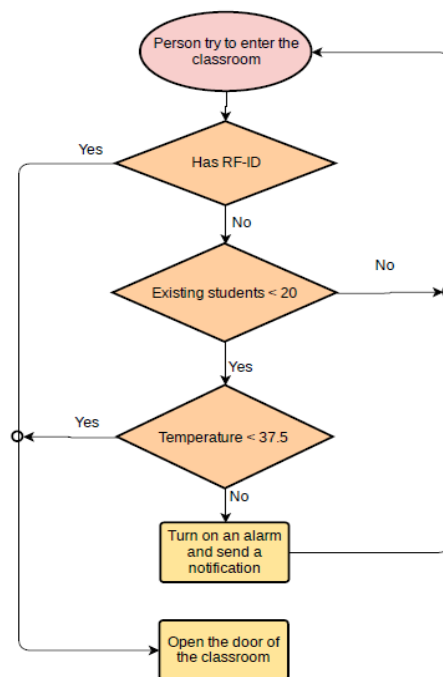 Person try to enter the
classroom
Yes
Has RF-ID
No
No
Existing students < 20
Yes
Yes
Temperature < 37.5
No
Turn on an alarm
and send a
notification
Open the door of
the classroom